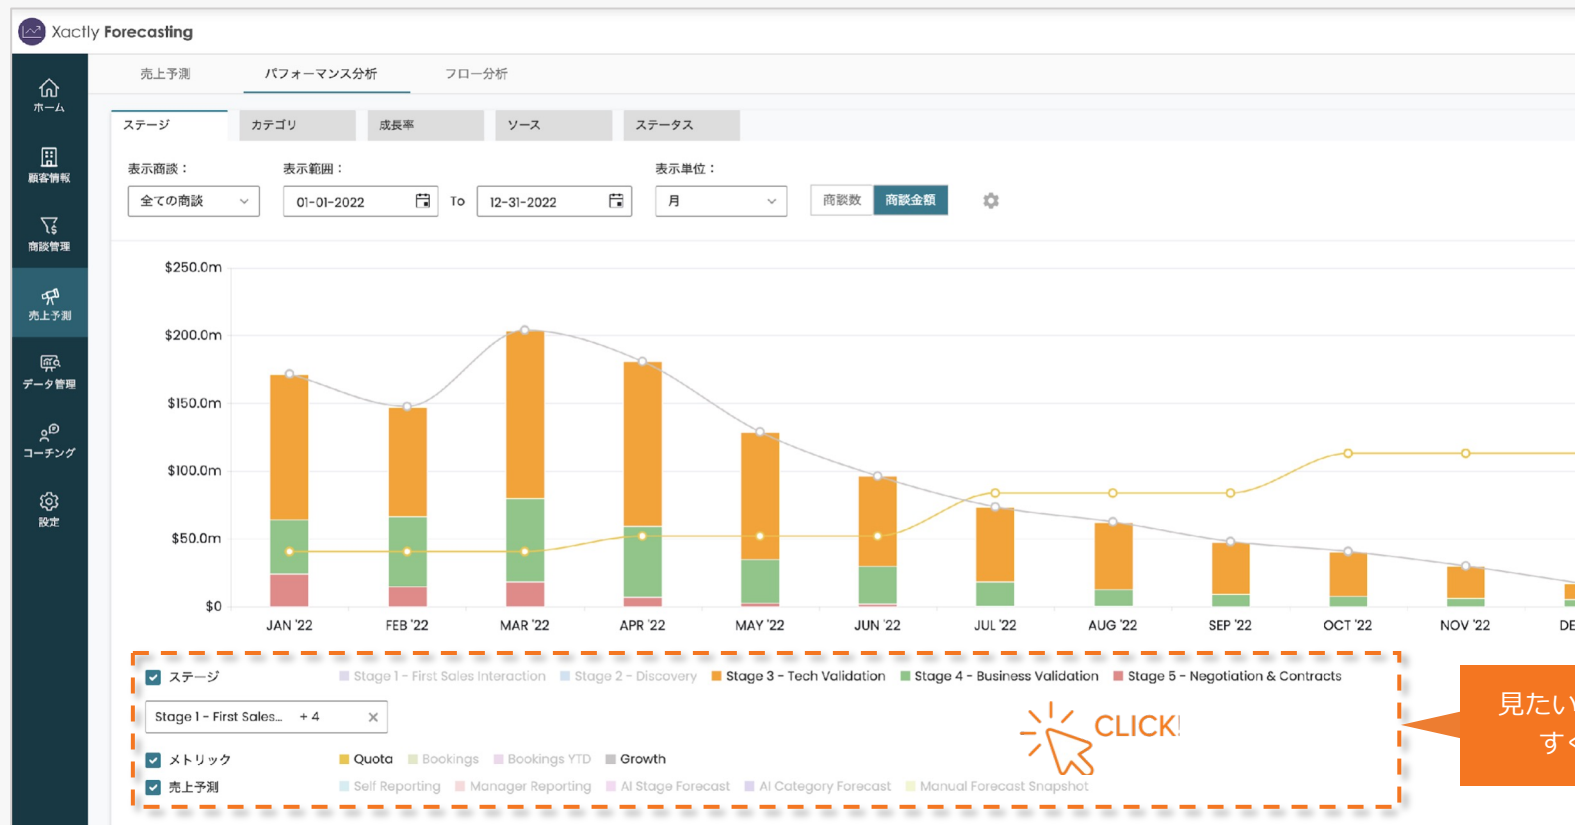 Xactly Forecasting
売上予測 パフォーマンス分析 フロー分析
ホーム
顧客情報
商談管理
売上予測
データ管理
コーチング
設定
ステージ カテゴリ 成長率 ソース ステータス
表示商談： 表示範囲： 表示単位：
全ての商談 01-01-2022 To 12-31-2022 月 商談数 商談金額
$250.0m
$200.0m
$150.0m
$100.0m
$50.0m
$0
JAN '22 FEB '22 MAR '22 APR '22 MAY '22 JUN '22 JUL '22 AUG '22 SEP '22 OCT '22 NOV '22 DE
ステージ Stage 1 - First Sales Interaction Stage 2 - Discovery Stage 3 - Tech Validation Stage 4 - Business Validation Stage 5 - Negotiation & Contracts
Stage 1 - First Sales... + 4 ×
CLICK!
メトリック Quota Bookings Bookings YTD Growth
売上予測 Self Reporting Manager Reporting AI Stage Forecast AI Category Forecast Manual Forecast Snapshot
見たい
すぐ